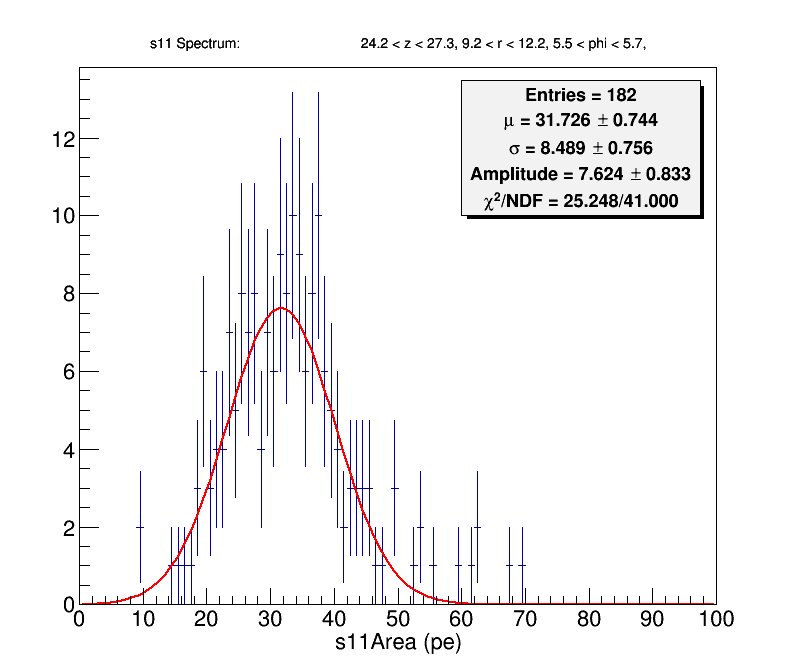 s11 Spectrum: 24.2 < z < 27.3, 9.2 < r < 12.2, 5.5 < phi < 5.7,
Entries = 182
μ = 31.726 ± 0.744
σ = 8.489 ± 0.756
Amplitude = 7.624 ± 0.833
χ²/NDF = 25.248/41.000
12
10
8
6
4
2
0
0 10 20 30 40 50 60 70 80 90 100
s11Area (pe)